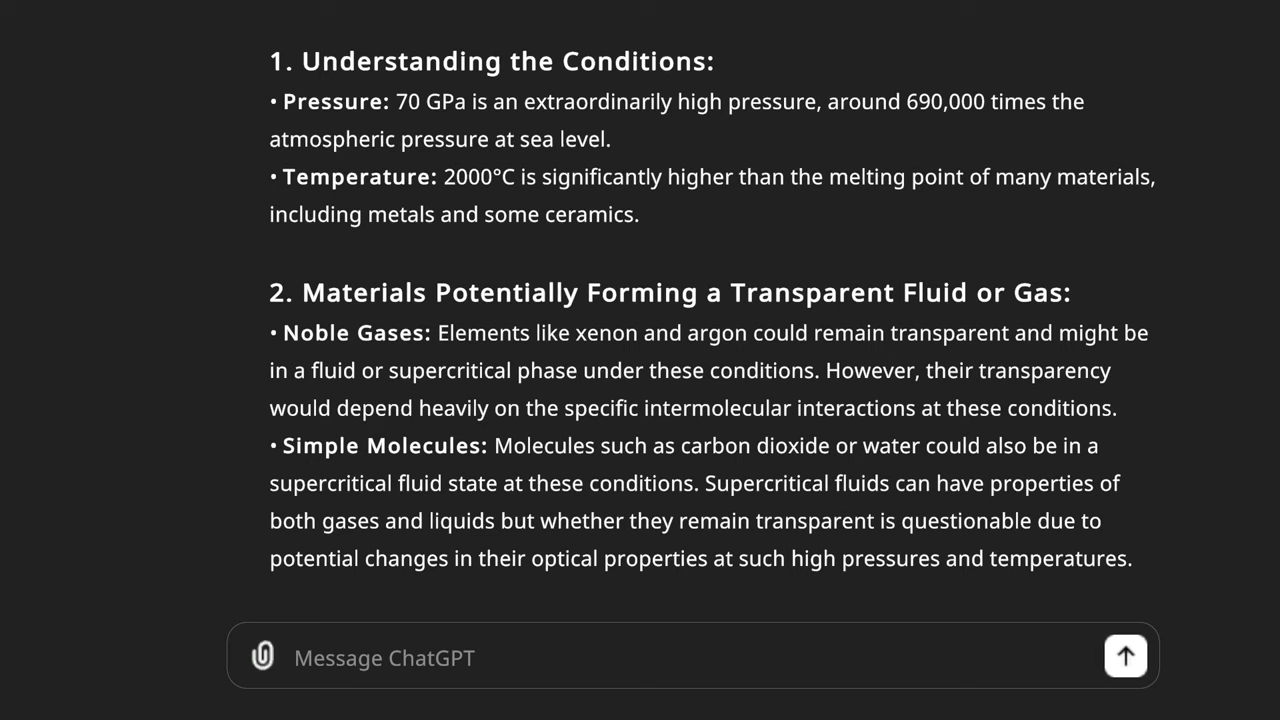 1. Understanding the Conditions:
• Pressure: 70 GPa is an extraordinarily high pressure, around 690,000 times the
atmospheric pressure at sea level.
• Temperature: 2000°C is significantly higher than the melting point of many materials,
including metals and some ceramics.
2. Materials Potentially Forming a Transparent Fluid or Gas:
• Noble Gases: Elements like xenon and argon could remain transparent and might be
in a fluid or supercritical phase under these conditions. However, their transparency
would depend heavily on the specific intermolecular interactions at these conditions.
• Simple Molecules: Molecules such as carbon dioxide or water could also be in a
supercritical fluid state at these conditions. Supercritical fluids can have properties of
both gases and liquids but whether they remain transparent is questionable due to
potential changes in their optical properties at such high pressures and temperatures.
Message ChatGPT